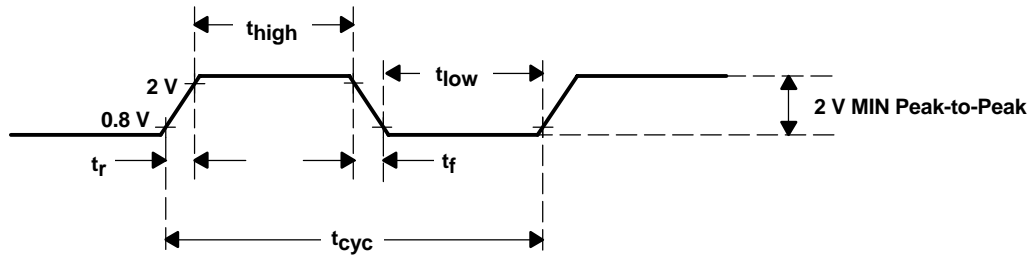 thigh
2 V
tlow
0.8 V
2 V MIN Peak-to-Peak
tr
tf
tcyc